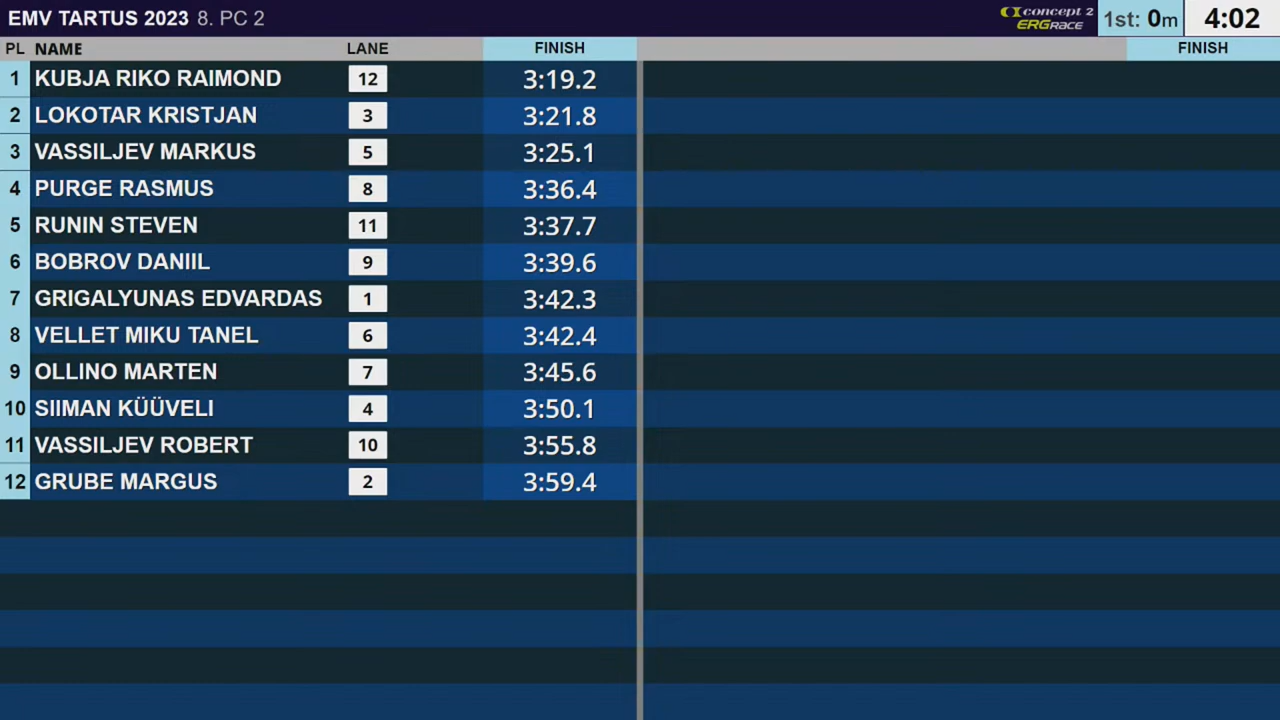 EMV TARTUS 2023 8. PC 2
concept 2
ERGRACE
1st: 0m
4:02
PL NAME LANE FINISH FINISH
1 KUBJA RIKO RAIMOND 12 3:19.2
2 LOKOTAR KRISTJAN 3 3:21.8
3 VASSILJEV MARKUS 5 3:25.1
4 PURGE RASMUS 8 3:36.4
5 RUNIN STEVEN 11 3:37.7
6 BOBROV DANIIL 9 3:39.6
7 GRIGALYUNAS EDVARDAS 1 3:42.3
8 VELLET MIKU TANEL 6 3:42.4
9 OLLINO MARTEN 7 3:45.6
10 SIIMAN KÜÜVELI 4 3:50.1
11 VASSILJEV ROBERT 10 3:55.8
12 GRUBE MARGUS 2 3:59.4